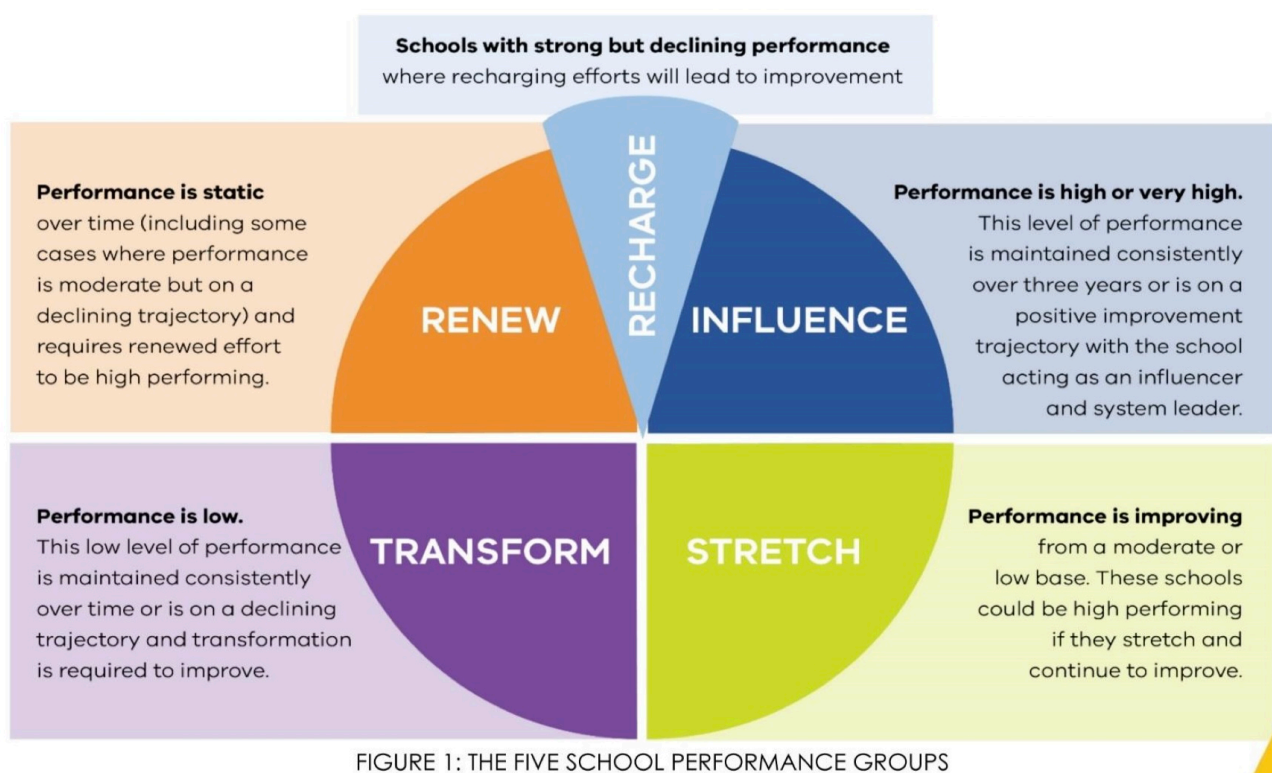 Schools with strong but declining performance
where recharging efforts will lead to improvement
RECHARGE
Performance is static
over time (including some
cases where performance
is moderate but on a
declining trajectory) and
requires renewed effort
to be high performing.
RENEW
INFLUENCE
Performance is high or very high.
This level of performance
is maintained consistently
over three years or is on a
positive improvement
trajectory with the school
acting as an influencer
and system leader.
Performance is low.
This low level of performance
is maintained consistently
over time or is on a declining
trajectory and transformation
is required to improve.
TRANSFORM
STRETCH
Performance is improving
from a moderate or
low base. These schools
could be high performing
if they stretch and
continue to improve.
FIGURE 1: THE FIVE SCHOOL PERFORMANCE GROUPS